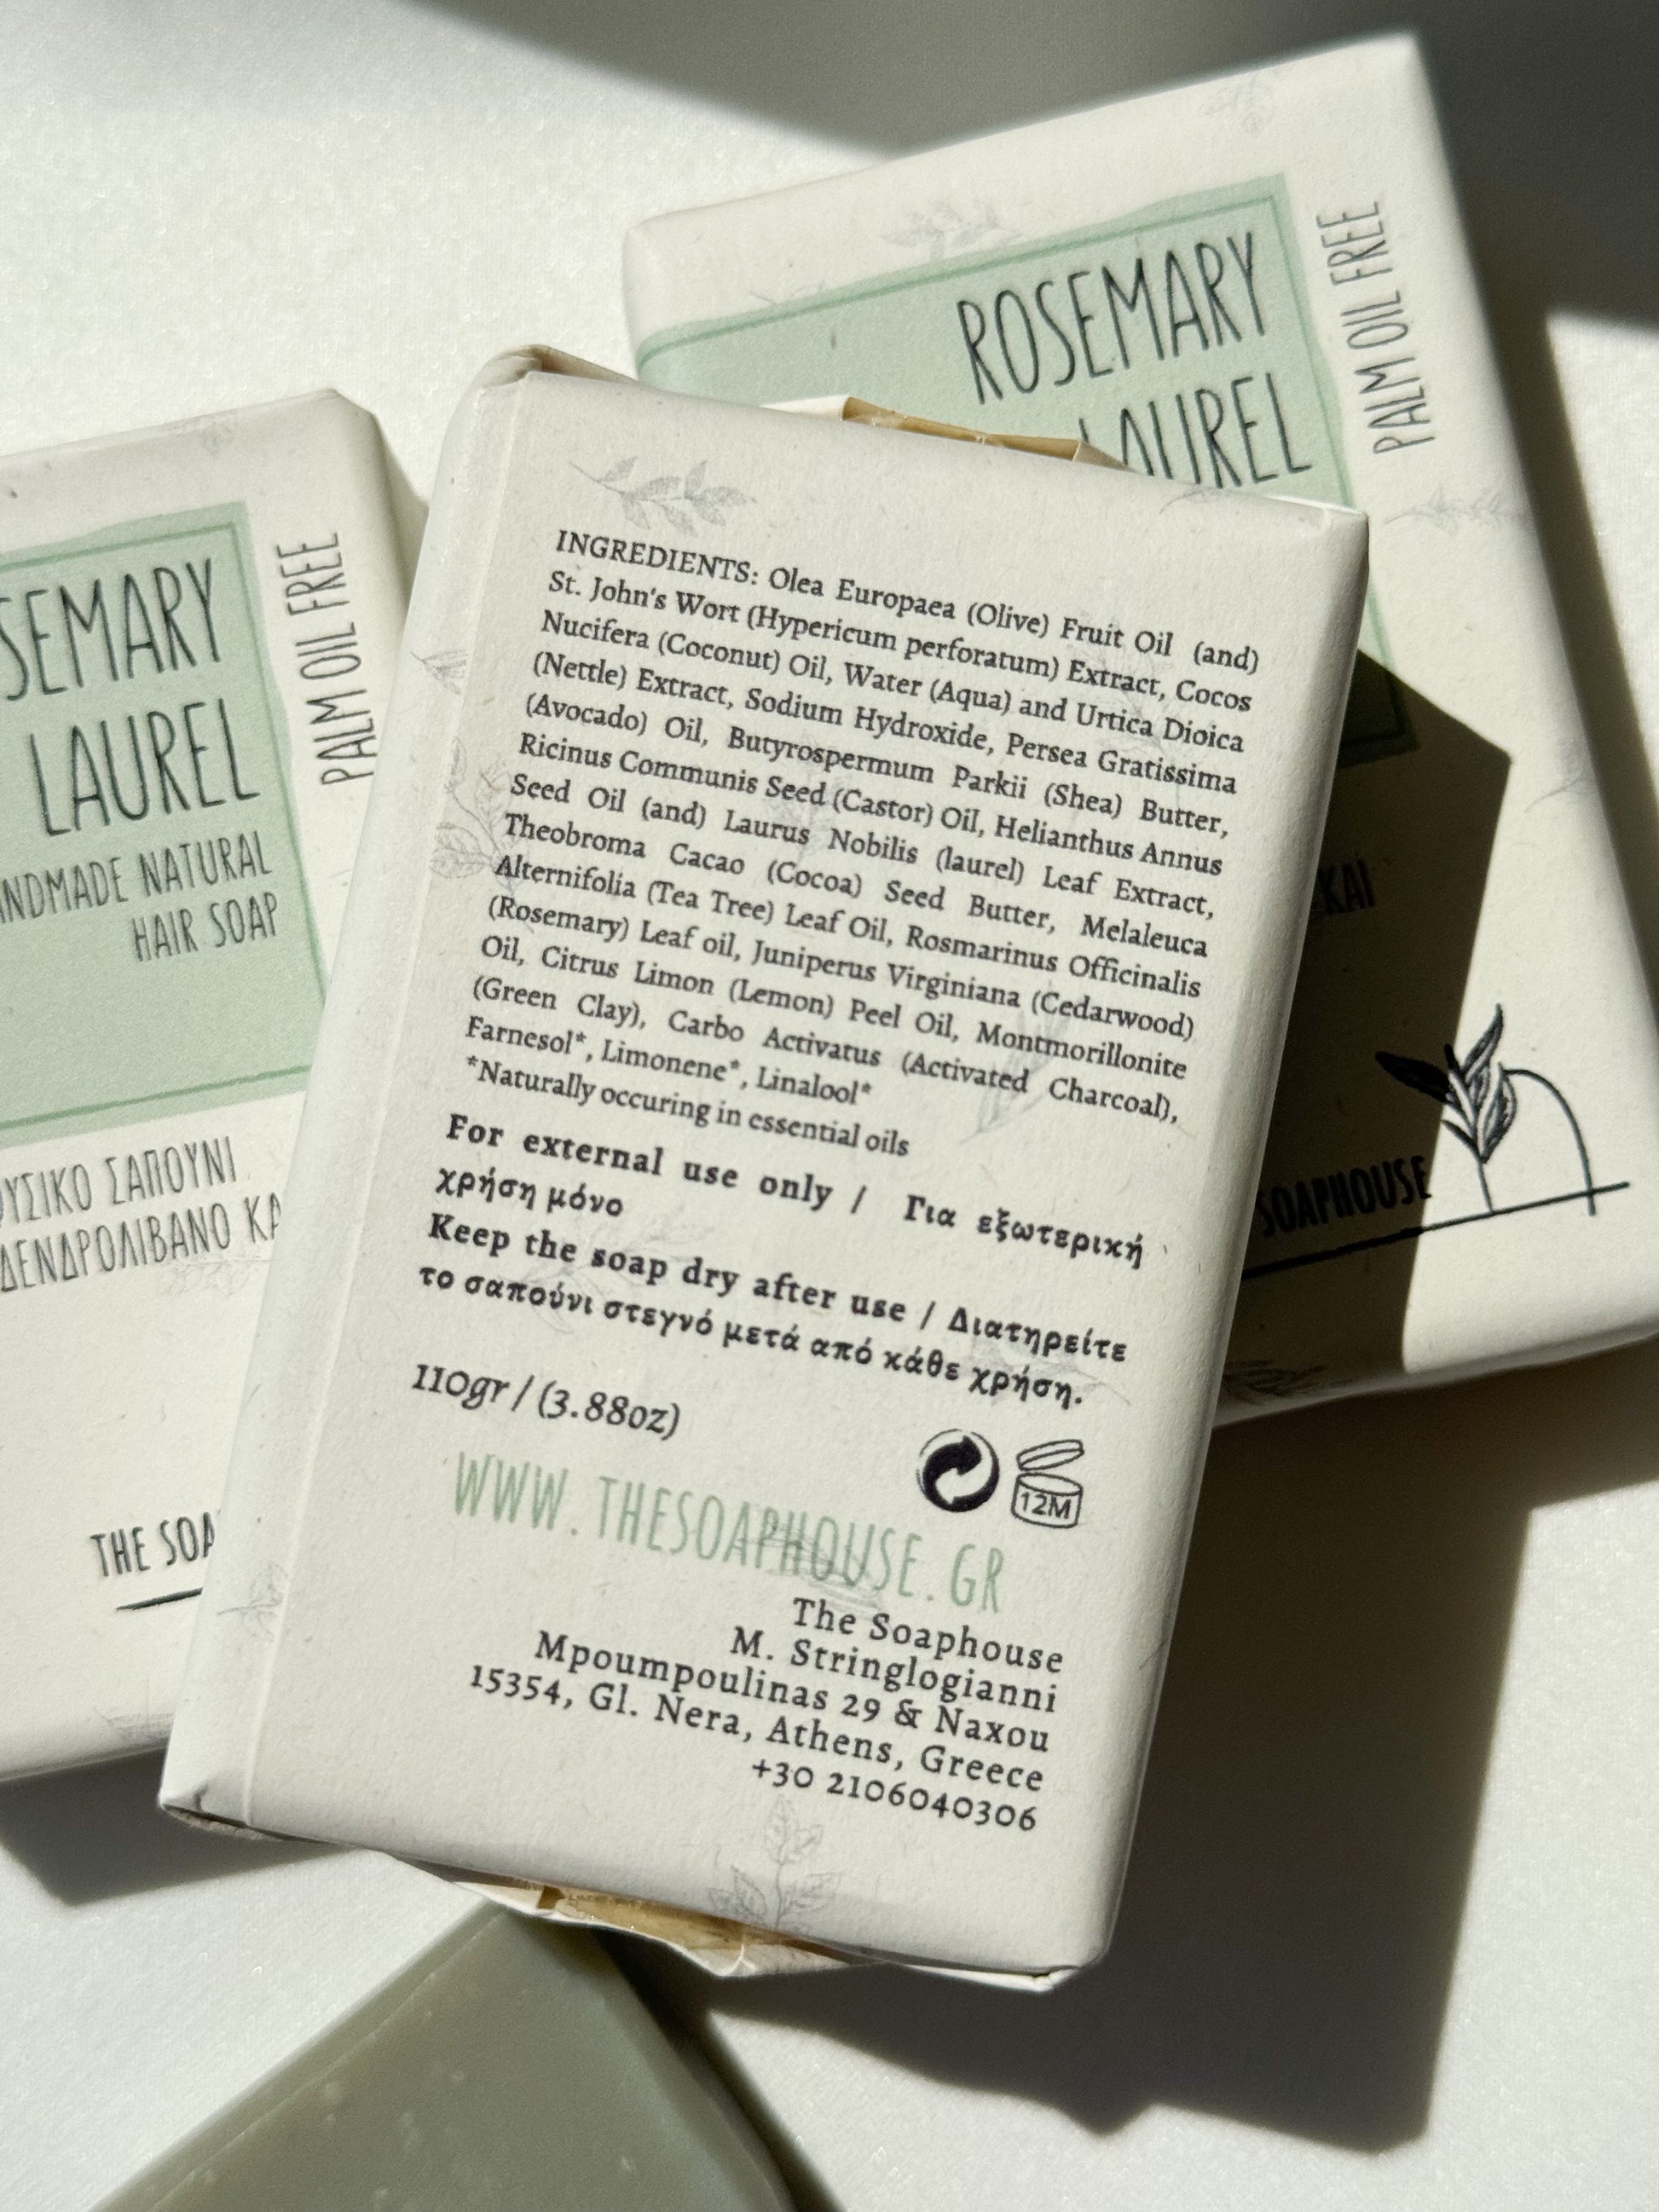 ROSEMARY
LAUREL
PALM OIL FREE
LAUREL
HANDMADE NATURAL
HAIR SOAP
PALM OIL FREE
ΣΑΠΟΥΝΙ
THE
INGREDIENTS: Olea Europaea (Olive) Fruit Oil (and)
St. John's Wort (Hypericum perforatum) Extract, Cocos
Nucifera (Coconut) Oil, Water (Aqua) and Urtica Dioica
(Nettle) Extract, Sodium Hydroxide, Persea Gratissima
(Avocado) Oil, Butyrospermum Parkii (Shea) Butter,
Ricinus Communis Seed (Castor) Oil, Helianthus Annus
Seed Oil (and) Laurus Nobilis (laurel) Leaf Extract,
Theobroma Cacao (Cocoa) Seed Butter, Melaleuca
Alternifolia (Tea Tree) Leaf Oil, Rosmarinus Officinalis
(Rosemary) Leaf oil, Juniperus Virginiana (Cedarwood)
Oil, Citrus Limon (Lemon) Peel Oil, Montmorillonite
(Green Clay), Carbo Activatus (Activated Charcoal),
Farnesol*, Limonene*, Linalool*
*Naturally occuring in essential oils
For external use only / Για εξωτερική
χρήση μόνο
Keep the soap dry after use / Διατηρείτε
το σαπούνι στεγνό μετά από κάθε χρήση.
110gr / (3.88oz)
12M
WWW.THESOAPHOUSE.GR
The Soaphouse
M. Stringlogianni
Mpoumpoulinas 29 & Naxou
15354, Gl. Nera, Athens, Greece
+30 2106040306
ΚΑΙ
SOAPHOUSE